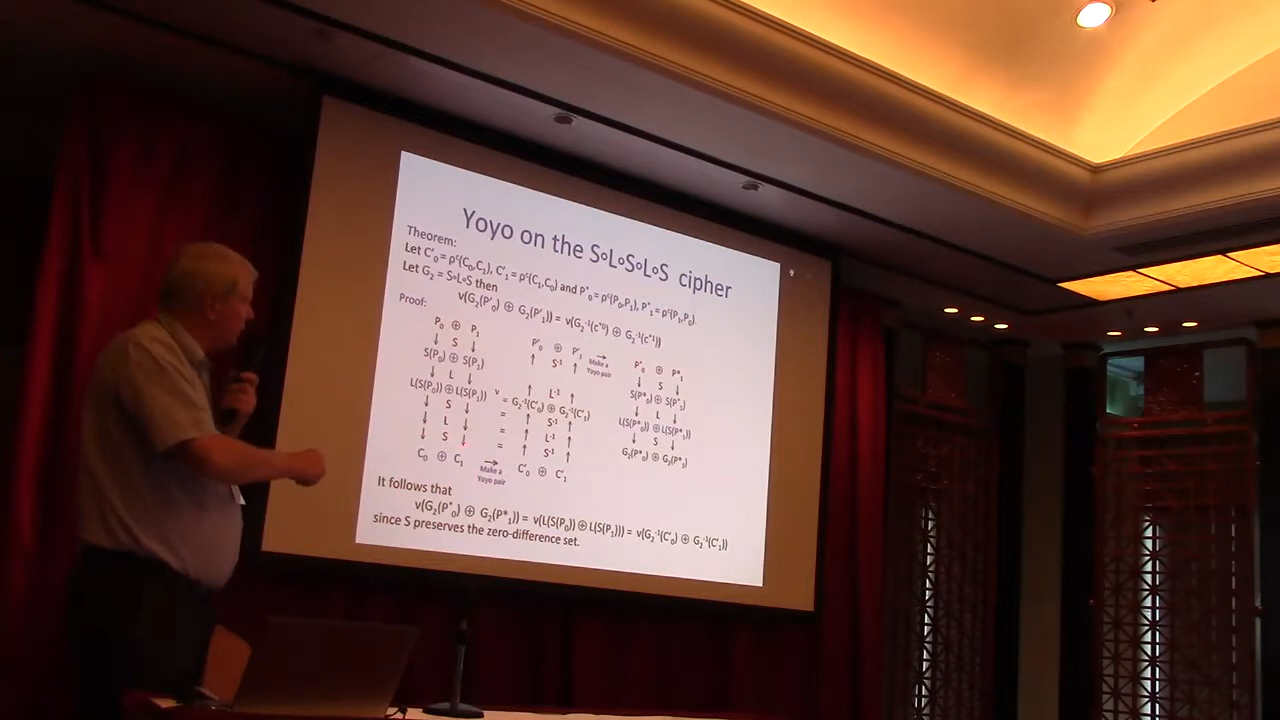 Yoyo on the S∘L∘S∘L∘S cipher
Theorem:
Let C'₀ = ρᶜ(C₀,C₁), C'₁ = ρᶜ(C₁,C₀) and P*₀ = ρᶜ(P₀,P₁), P*₁ = ρᶜ(P₁,P₀).
Let G₂ = S∘L∘S then
v(G₂(P'₀) ⊕ G₂(P'₁)) = v(G₂⁻¹(c*⁰) ⊕ G₂⁻¹(c*¹))
Proof:
P₀ ⊕ P₁
↓ S ↓
S(P₀) ⊕ S(P₁)
↓ L ↓
L(S(P₀)) ⊕ L(S(P₁))
↓ S ↓
↓ L ↓
↓ S ↓
C₀ ⊕ C₁
→
Make a
Yoyo pair
P'₀ ⊕ P'₁
↑ S⁻¹ ↑
↑ L⁻¹ ↑
v
= G₂⁻¹(C'₀) ⊕ G₂⁻¹(C'₁)
= ↑ S⁻¹ ↑
= ↑ L⁻¹ ↑
= ↑ S⁻¹ ↑
C'₀ ⊕ C'₁
→
Make a
Yoyo pair
P*₀ ⊕ P*₁
↓ S ↓
S(P*₀) ⊕ S(P*₁)
↓ L ↓
L(S(P*₀)) ⊕ L(S(P*₁))
↓ S ↓
G₂(P*₀) ⊕ G₂(P*₁)
It follows that
v(G₂(P*₀) ⊕ G₂(P*₁)) = v(L(S(P₀)) ⊕ L(S(P₁))) = v(G₂⁻¹(C'₀) ⊕ G₂⁻¹(C'₁))
since S preserves the zero-difference set.